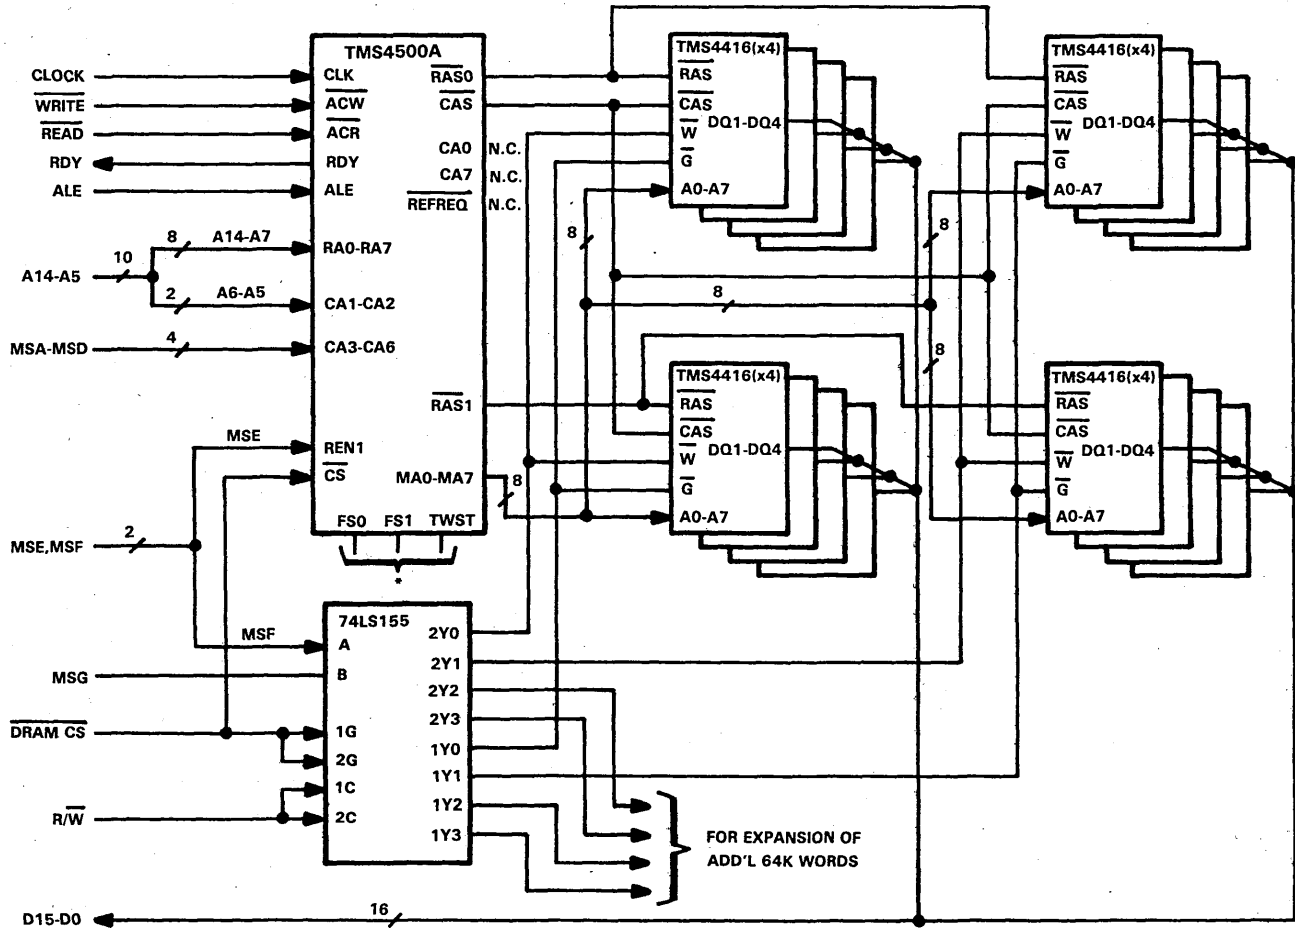 TMS4500A
CLOCK
WRITE
READ
RDY
ALE
A14-A5
10
8
A14-A7
2
A6-A5
MSA-MSD
4
MSE
MSE,MSF
2
MSF
MSG
DRAM CS
R/W
D15-D0
16
CLK
ACW
ACR
RDY
ALE
RA0-RA7
CA1-CA2
CA3-CA6
REN1
CS
RAS0
CAS
CA0 N.C.
CA7 N.C.
REFREQ N.C.
RAS1
MA0-MA7
8
FS0 FS1 TWST
*
74LS155
A
B
1G
2G
1C
2C
2Y0
2Y1
2Y2
2Y3
1Y0
1Y1
1Y2
1Y3
TMS4416(x4)
RAS
CAS
DQ1-DQ4
W
G
A0-A7
8
8
8
8
TMS4416(x4)
RAS
CAS
DQ1-DQ4
W
G
A0-A7
TMS4416(x4)
RAS
CAS
DQ1-DQ4
W
G
A0-A7
TMS4416(x4)
RAS
CAS
DQ1-DQ4
W
G
A0-A7
FOR EXPANSION OF
ADD'L 64K WORDS